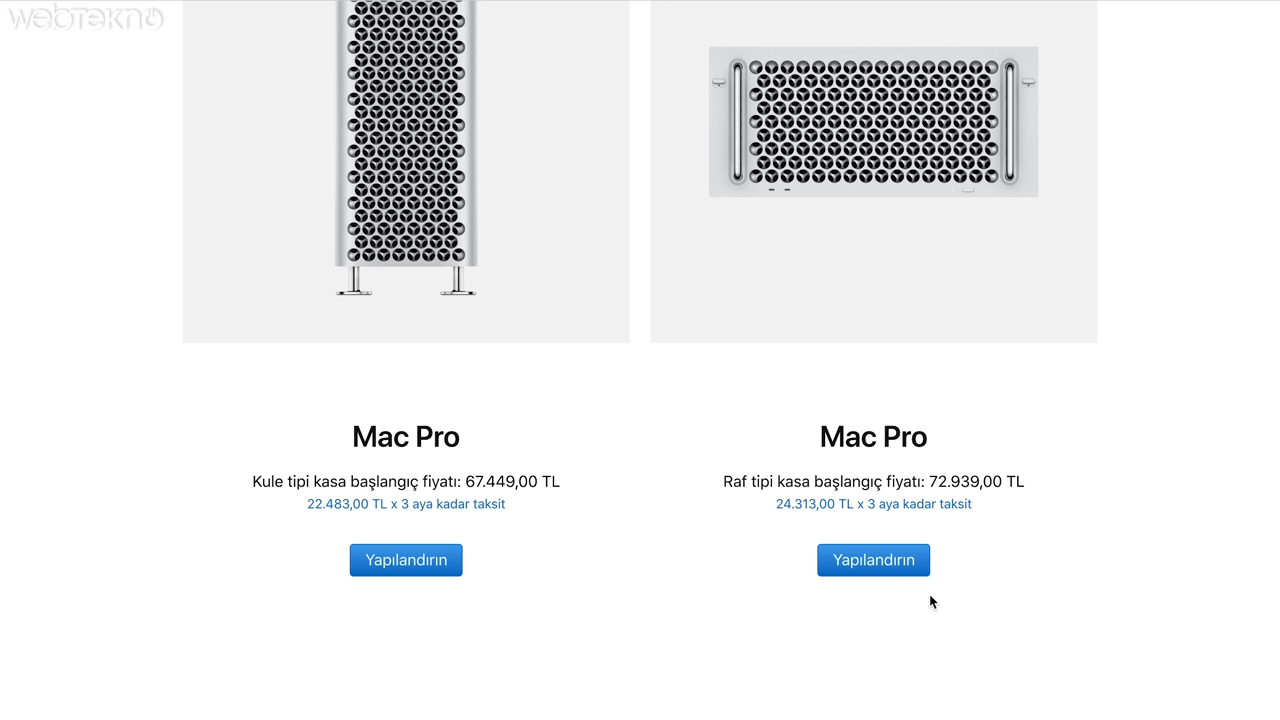 webtekno
Mac Pro
Kule tipi kasa başlangıç fiyatı: 67.449,00 TL
22.483,00 TL x 3 aya kadar taksit
Yapılandırın
Mac Pro
Raf tipi kasa başlangıç fiyatı: 72.939,00 TL
24.313,00 TL x 3 aya kadar taksit
Yapılandırın